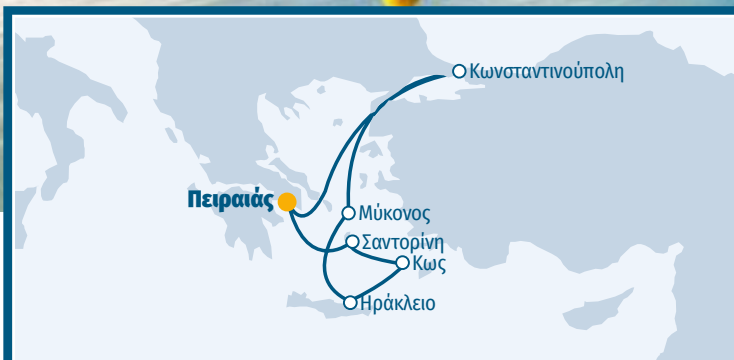 Κωνσταντινούπολη
Πειραιάς
Μύκονος
Σαντορίνη
Κως
Ηράκλειο